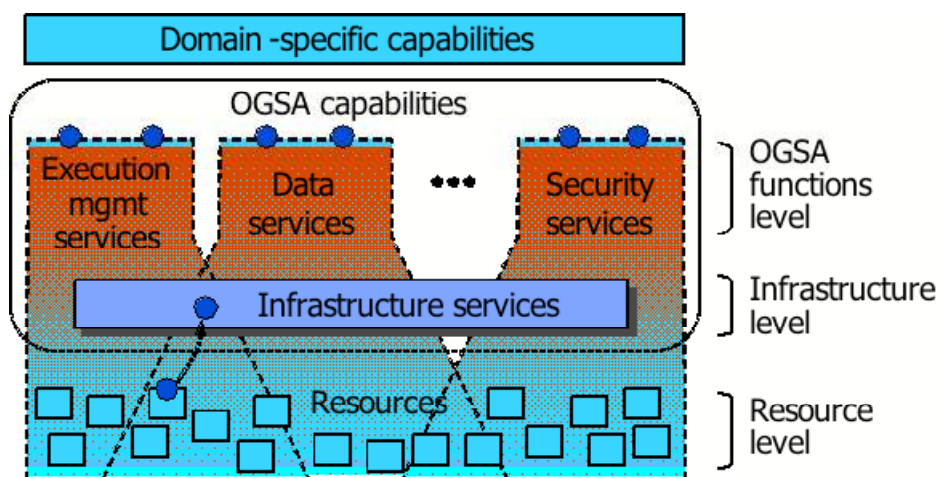 Domain -specific capabilities
OGSA capabilities
Execution
mgmt
services
Data
services
•••
Security
services
OGSA
functions
level
Infrastructure services
Infrastructure
level
Resources
Resource
level